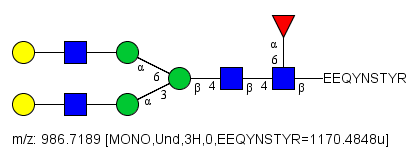 α
6
α
6
α 3
β 4 β 4 β EEQYNSTYR
m/z: 986.7189 [MONO,Und,3H,0,EEQYNSTYR=1170.4848u]